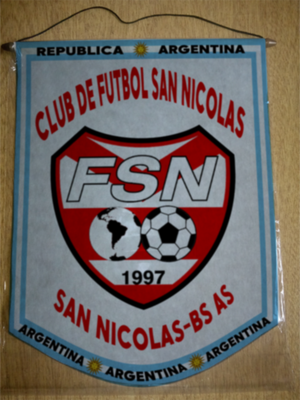 REPUBLICA ARGENTINA
CLUB DE FUTBOL SAN NICOLAS
FSN
1997
SAN NICOLAS-BS AS
ARGENTINA ARGENTINA ARGENTINA